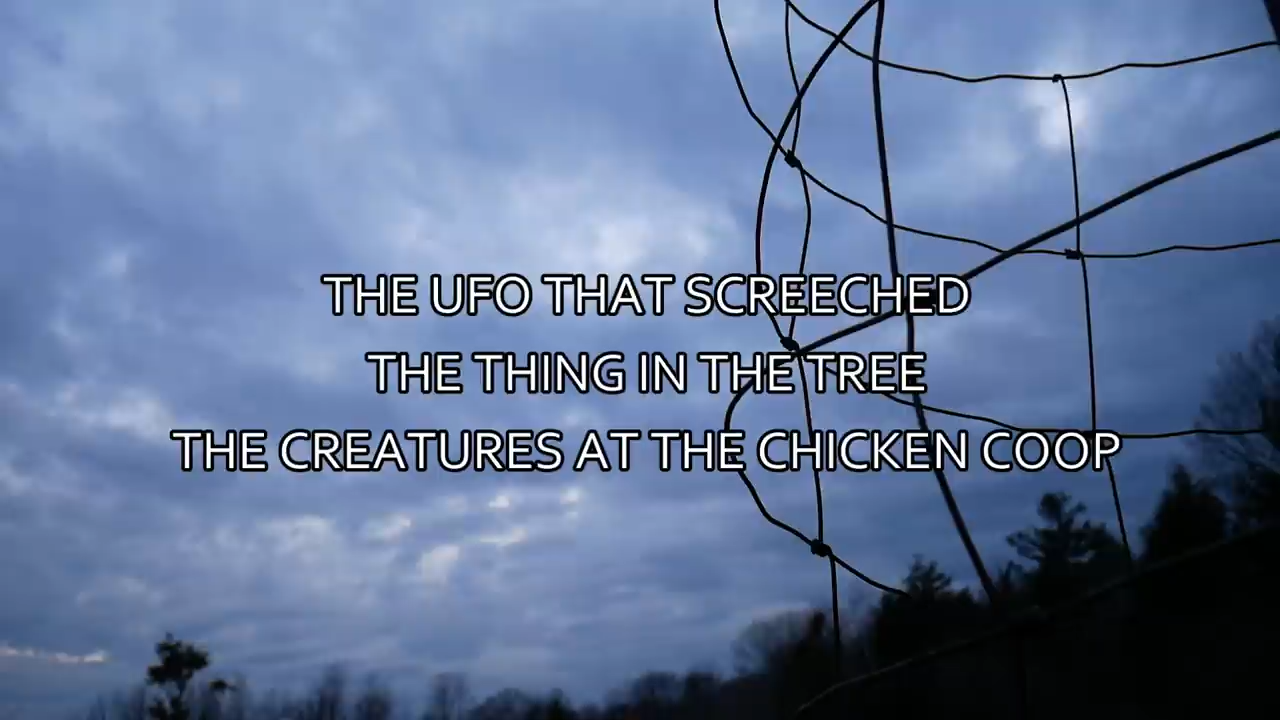 THE UFO THAT SCREECHED
THE THING IN THE TREE
THE CREATURES AT THE CHICKEN COOP